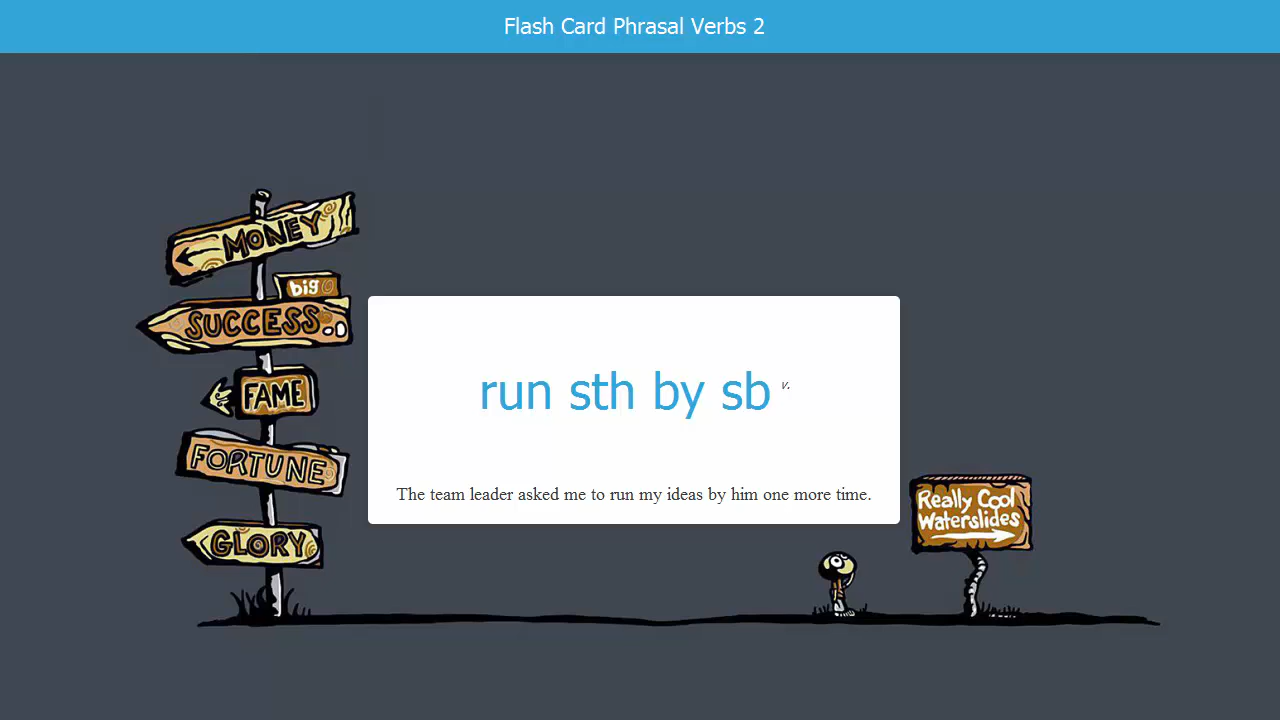 Flash Card Phrasal Verbs 2
MONEY
big
SUCCESS
FAME
FORTUNE
GLORY
run sth by sb v.
The team leader asked me to run my ideas by him one more time.
Really Cool
Waterslides